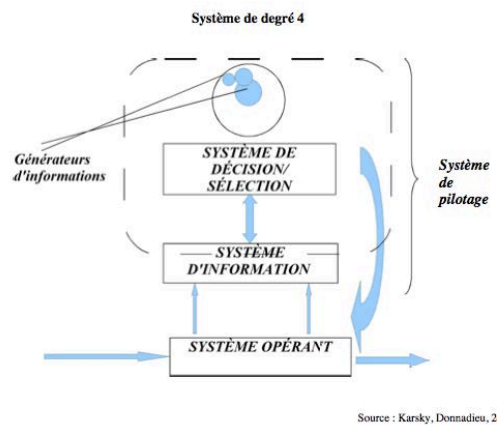 Système de degré 4
Générateurs
d'informations
SYSTÈME DE
DÉCISION/
SÉLECTION
Système
de
pilotage
SYSTÈME
D'INFORMATION
SYSTÈME OPÉRANT
Source : Karsky, Donnadieu, 2